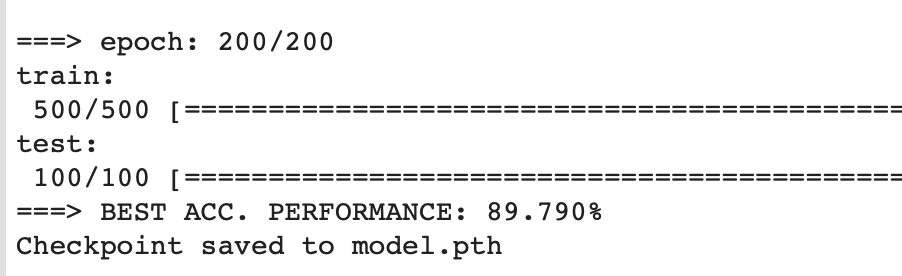 ===> epoch: 200/200
train:
500/500 [===========================================
test:
100/100 [===========================================
===> BEST ACC. PERFORMANCE: 89.790%
Checkpoint saved to model.pth